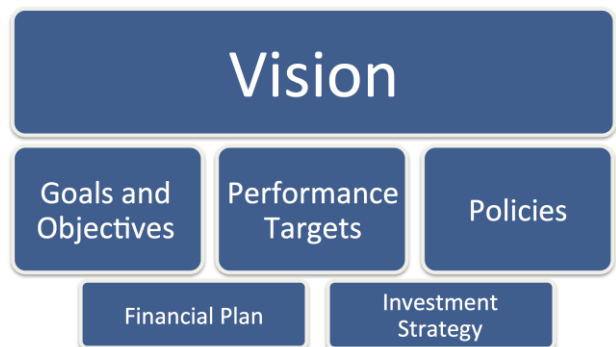 Vision
Goals and
Objectives
Performance
Targets
Policies
Financial Plan
Investment
Strategy